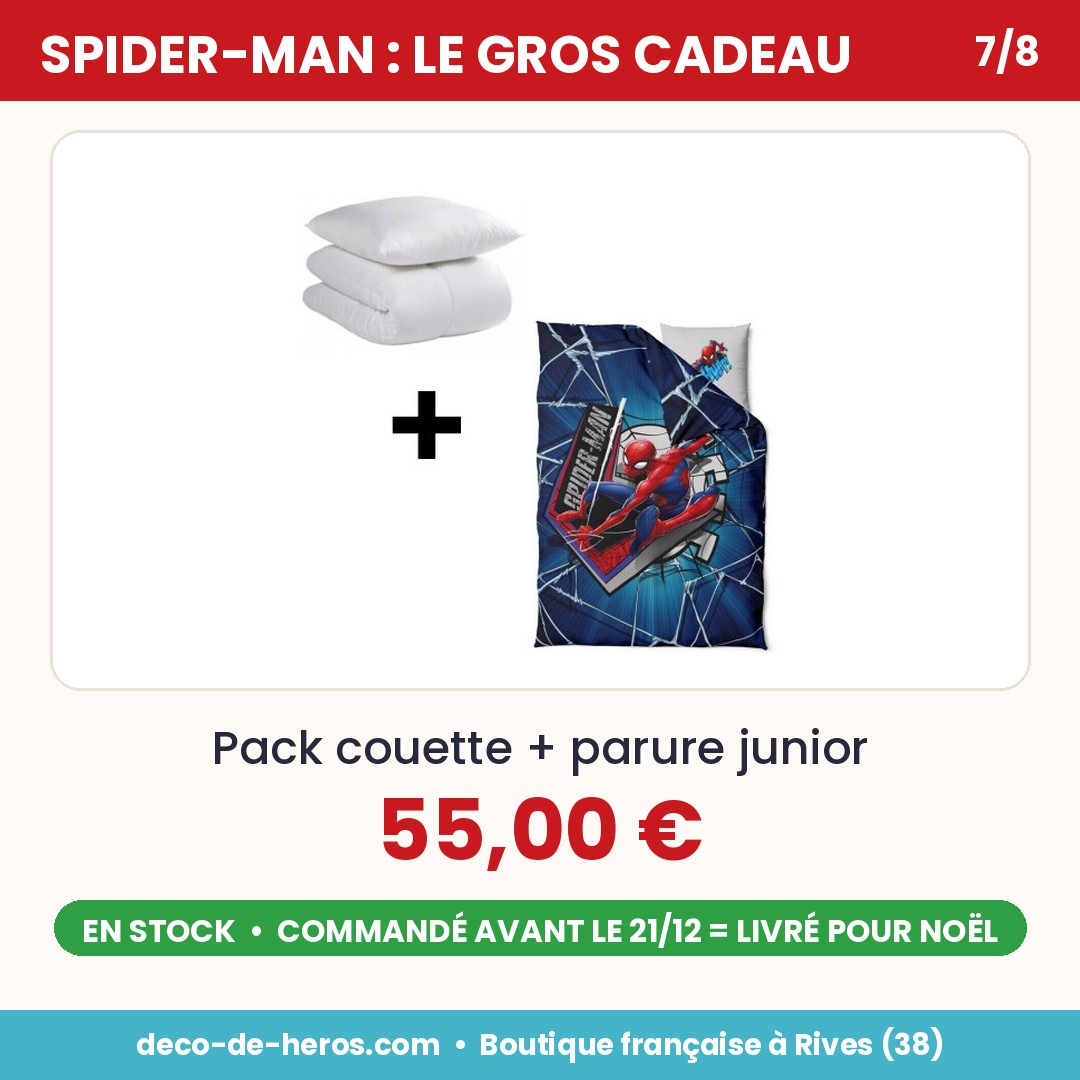 SPIDER-MAN : LE GROS CADEAU
7/8
SPIDER-MAN
Pack couette + parure junior
55,00 €
EN STOCK • COMMANDÉ AVANT LE 21/12 = LIVRÉ POUR NOËL
deco-de-heros.com • Boutique française à Rives (38)